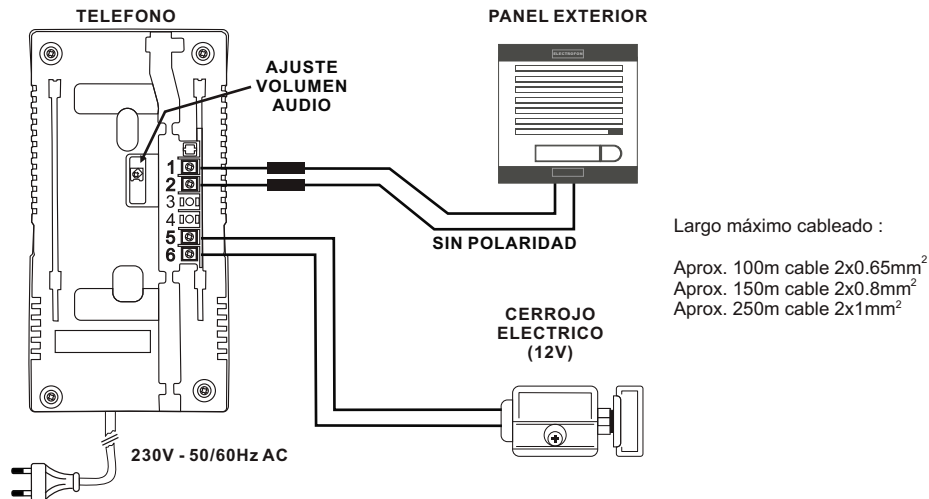 TELEFONO
PANEL EXTERIOR
ELECTROPAN
AJUSTE
VOLUMEN
AUDIO
1
2
3
4
5
6
SIN POLARIDAD
Largo máximo cableado :
Aprox. 100m cable 2x0.65mm²
Aprox. 150m cable 2x0.8mm²
Aprox. 250m cable 2x1mm²
CERROJO
ELECTRICO
(12V)
230V - 50/60Hz AC